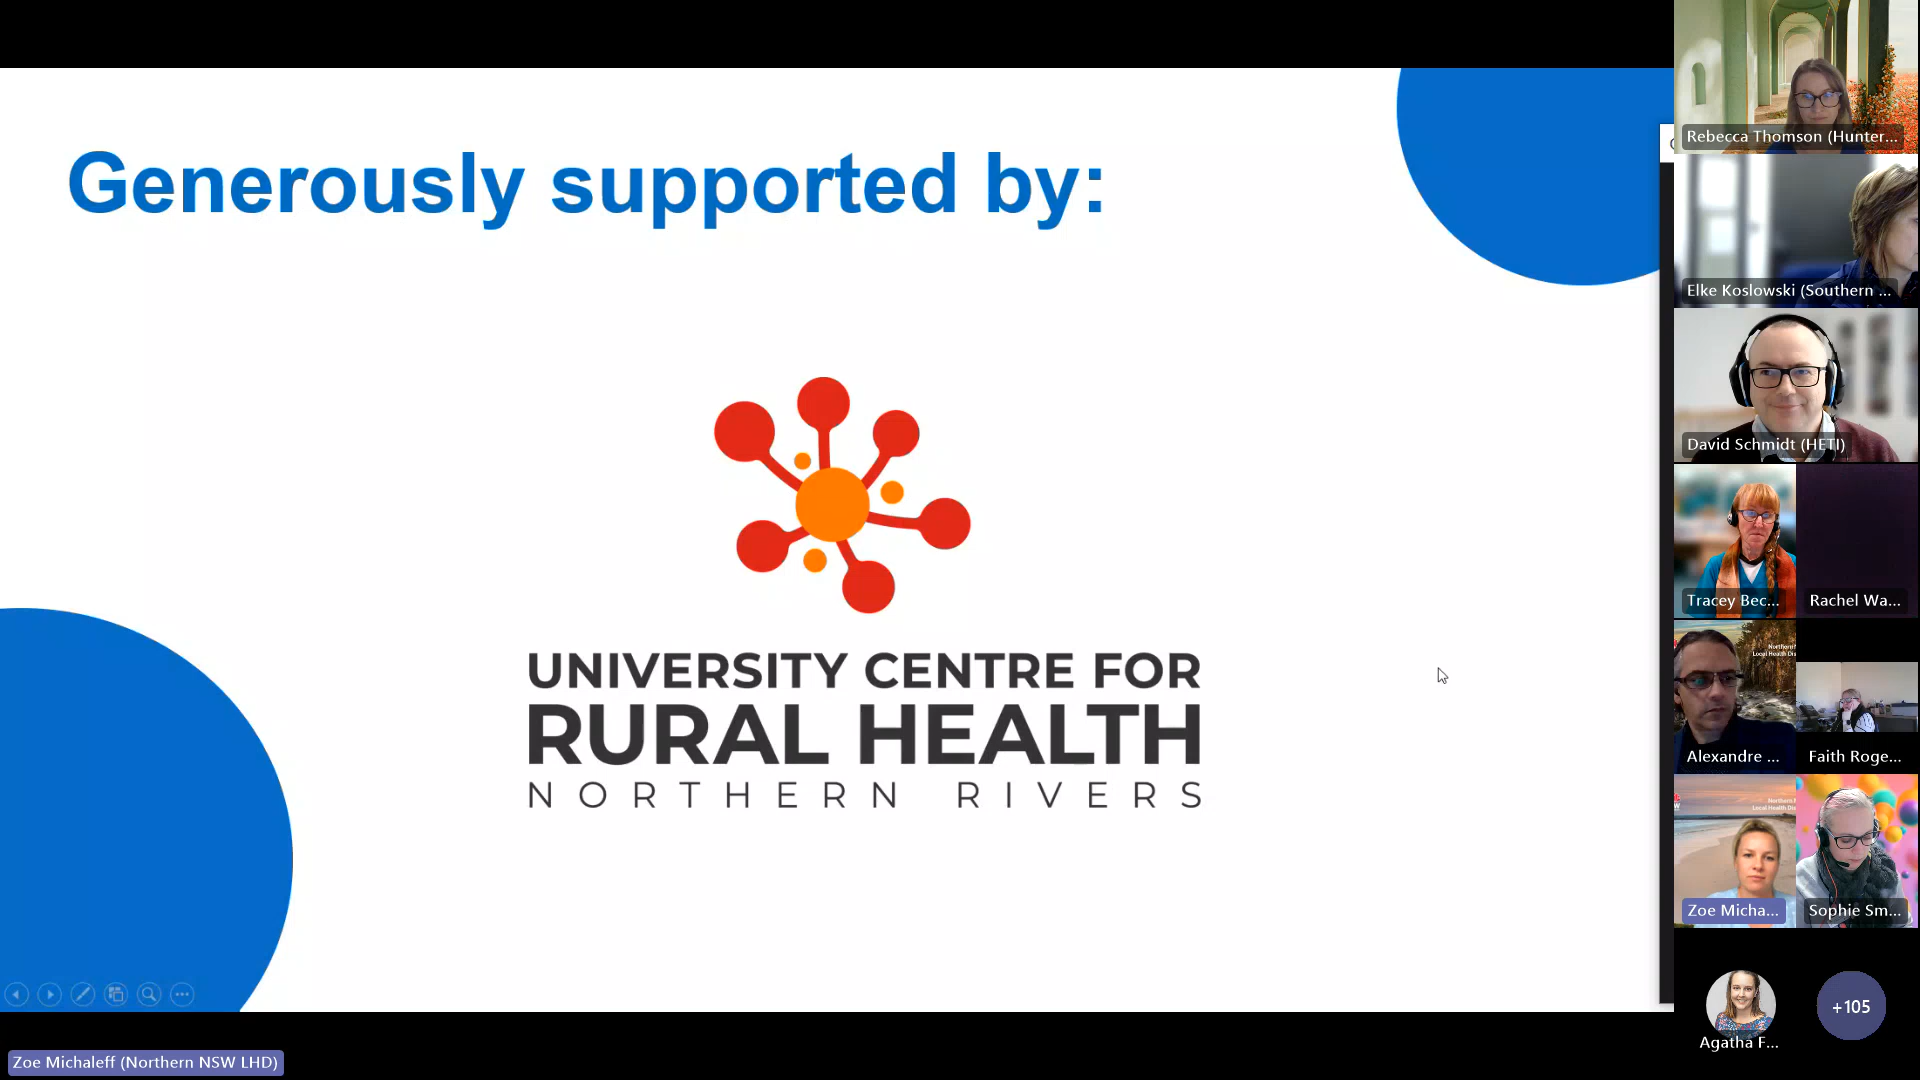 Generously supported by:
UNIVERSITY CENTRE FOR
RURAL HEALTH
NORTHERN RIVERS
Rebecca Thomson (Hunter...
Elke Koslowski (Southern ...
David Schmidt (HETI)
Tracey Bec...
Rachel Wa...
Alexandre ...
Faith Roge...
Zoe Micha...
Sophie Sm...
Agatha F...
+105
Zoe Michaleff (Northern NSW LHD)